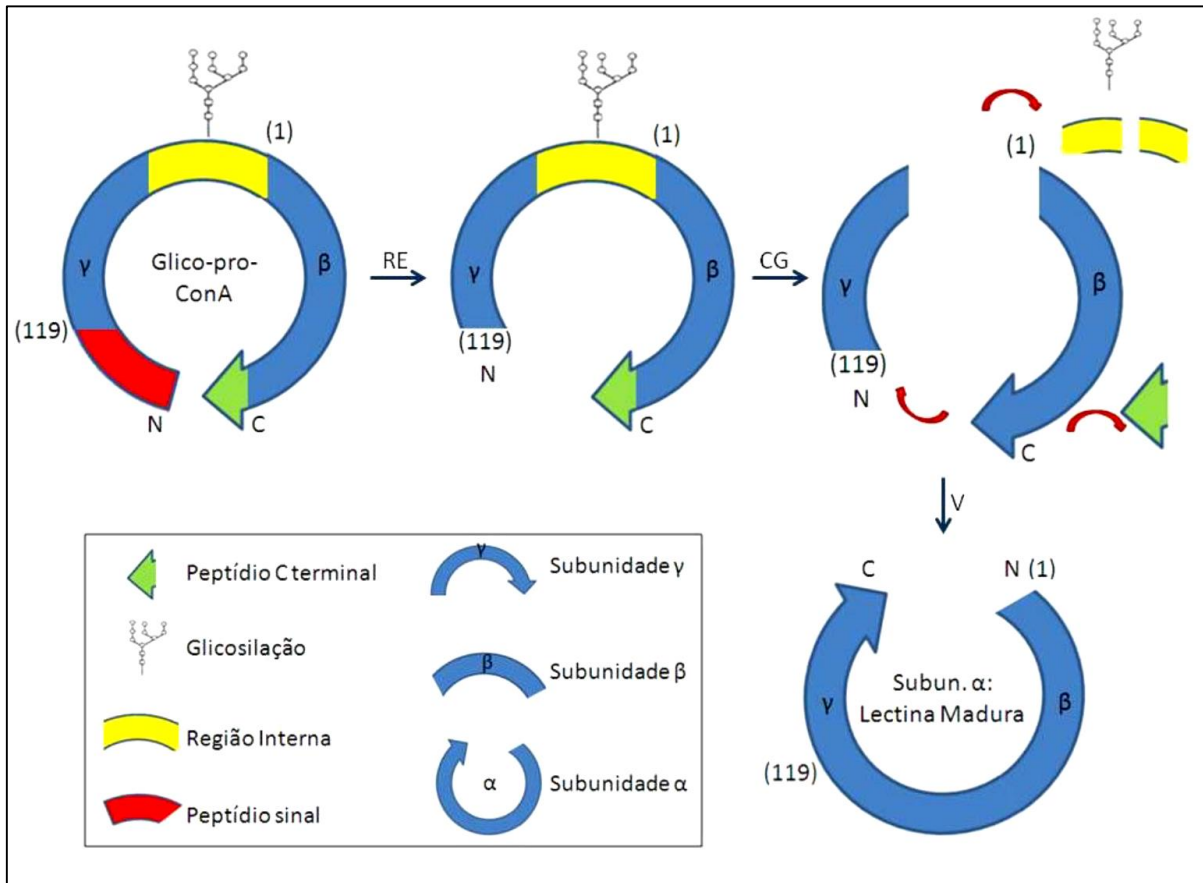 (1)
γ
Glico-pro-
ConA
β
(119)
N
C
RE
(1)
γ
β
(119)
N
C
CG
(1)
γ
β
(119)
N
C
V
Peptídio C terminal
Glicosilação
Região Interna
Peptídio sinal
γ
Subunidade γ
β
Subunidade β
α
Subunidade α
C
N (1)
γ
Subun. α:
Lectina Madura
β
(119)